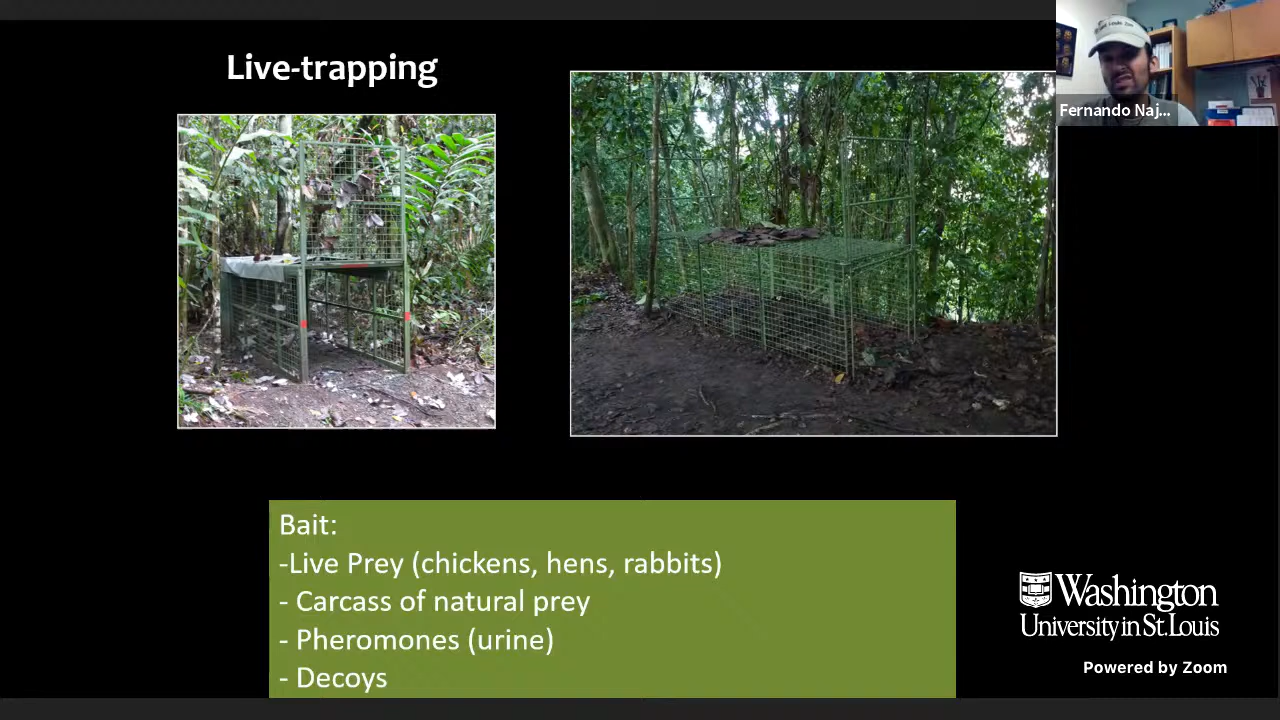 Live-trapping
Fernando Naj...
Bait:
-Live Prey (chickens, hens, rabbits)
- Carcass of natural prey
- Pheromones (urine)
- Decoys
Washington
University in St. Louis
Powered by Zoom